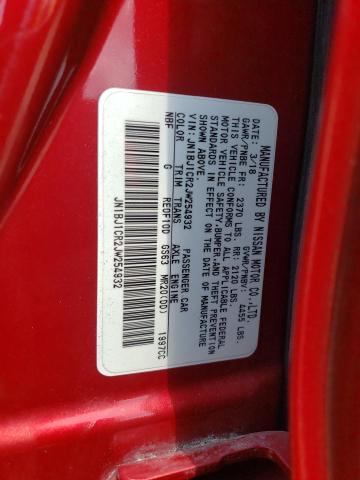 MANUFACTURED BY NISSAN MOTOR CO.,LTD.
DATE: 3/18 GVWR/PNBV: 4455 LBS.
GAWR/PNBE FR: 2370 LBS. RR: 2120 LBS
THIS VEHICLE CONFORMS TO ALL APPLICABLE FEDERAL
MOTOR VEHICLE SAFETY,BUMPER,AND THEFT PREVENTION
STANDARDS IN EFFECT ON THE DATE OF MANUFACTURE
SHOWN ABOVE.
VIN: JN1BJ1CR2JW254932 PASSENGER CAR
COLOR TRIM TRANS AXLE ENGINE
NBF G RE0F10D GS63 MR20(DD) 1997CC
JN1BJ1CR2JW254932